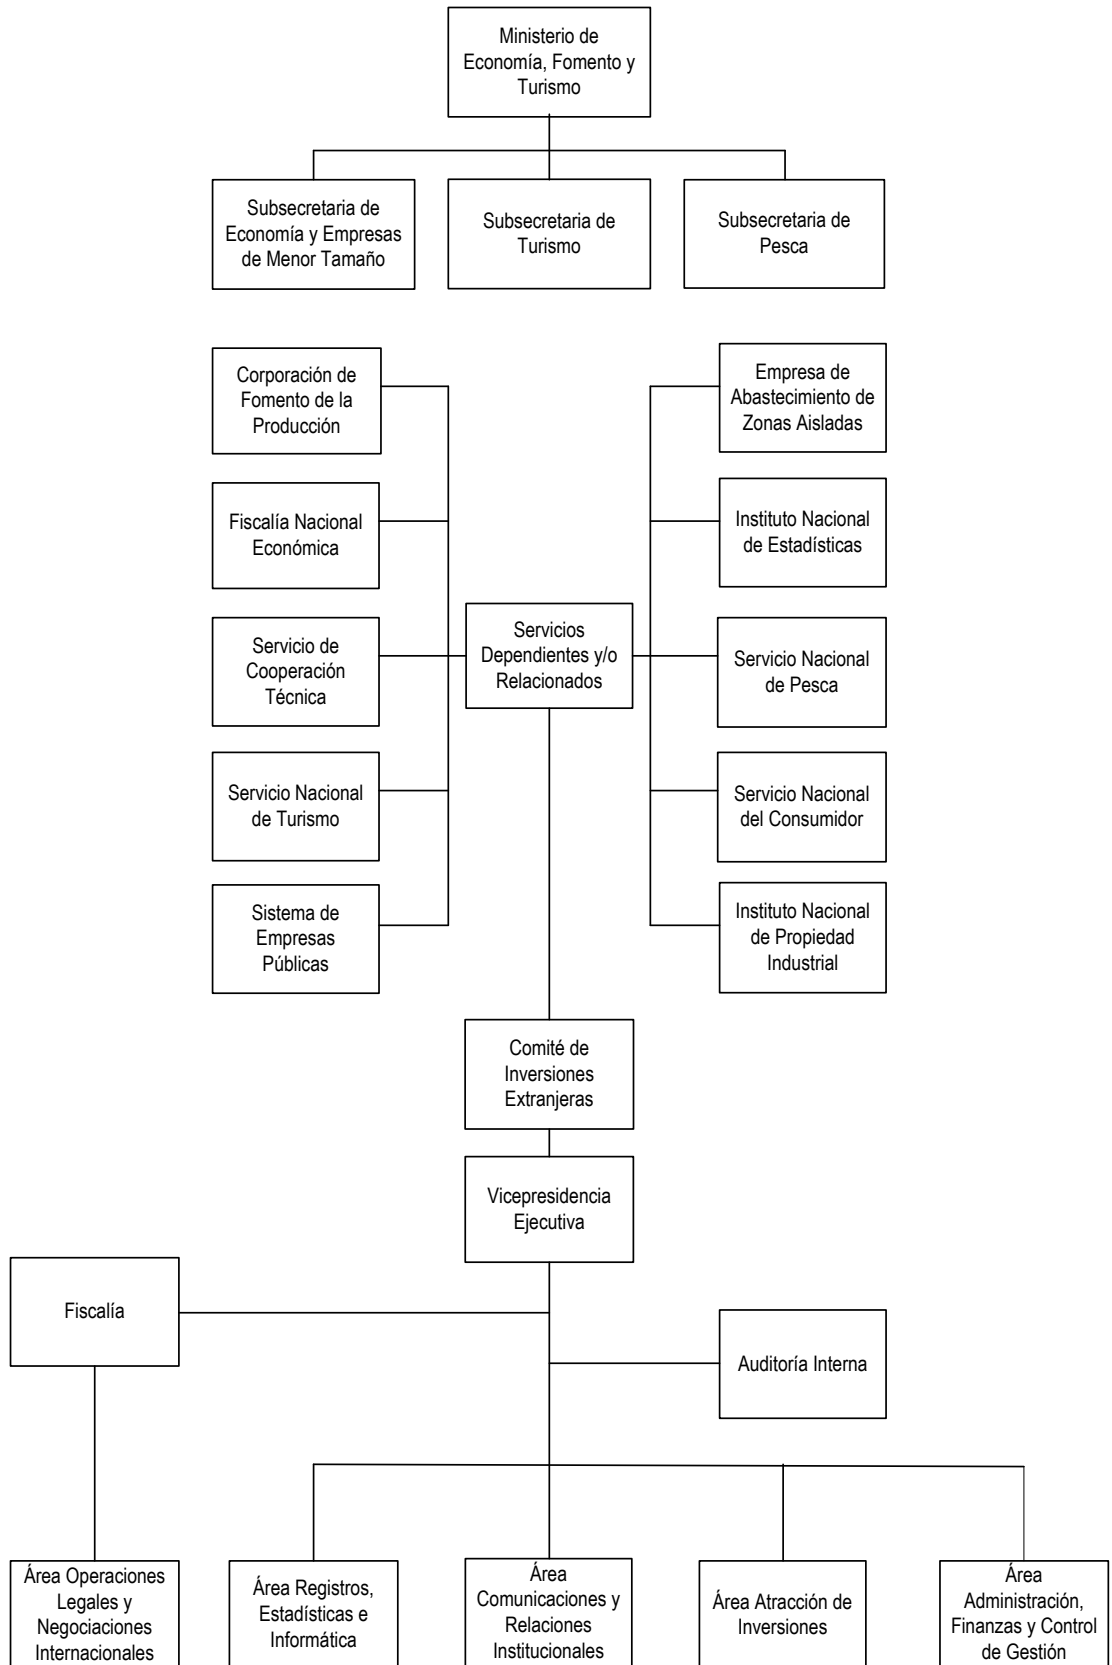 Ministerio de
Economía, Fomento y
Turismo
Subsecretaria de
Economía y Empresas
de Menor Tamaño
Subsecretaria de
Turismo
Subsecretaria de
Pesca
Corporación de
Fomento de la
Producción
Empresa de
Abastecimiento de
Zonas Aisladas
Fiscalía Nacional
Económica
Instituto Nacional
de Estadísticas
Servicio de
Cooperación
Técnica
Servicios
Dependientes y/o
Relacionados
Servicio Nacional
de Pesca
Servicio Nacional
de Turismo
Servicio Nacional
del Consumidor
Sistema de
Empresas
Públicas
Instituto Nacional
de Propiedad
Industrial
Comité de
Inversiones
Extranjeras
Vicepresidencia
Ejecutiva
Fiscalía
Auditoría Interna
Área Operaciones
Legales y
Negociaciones
Internacionales
Área Registros,
Estadísticas e
Informática
Área
Comunicaciones y
Relaciones
Institucionales
Área Atracción de
Inversiones
Área
Administración,
Finanzas y Control
de Gestión